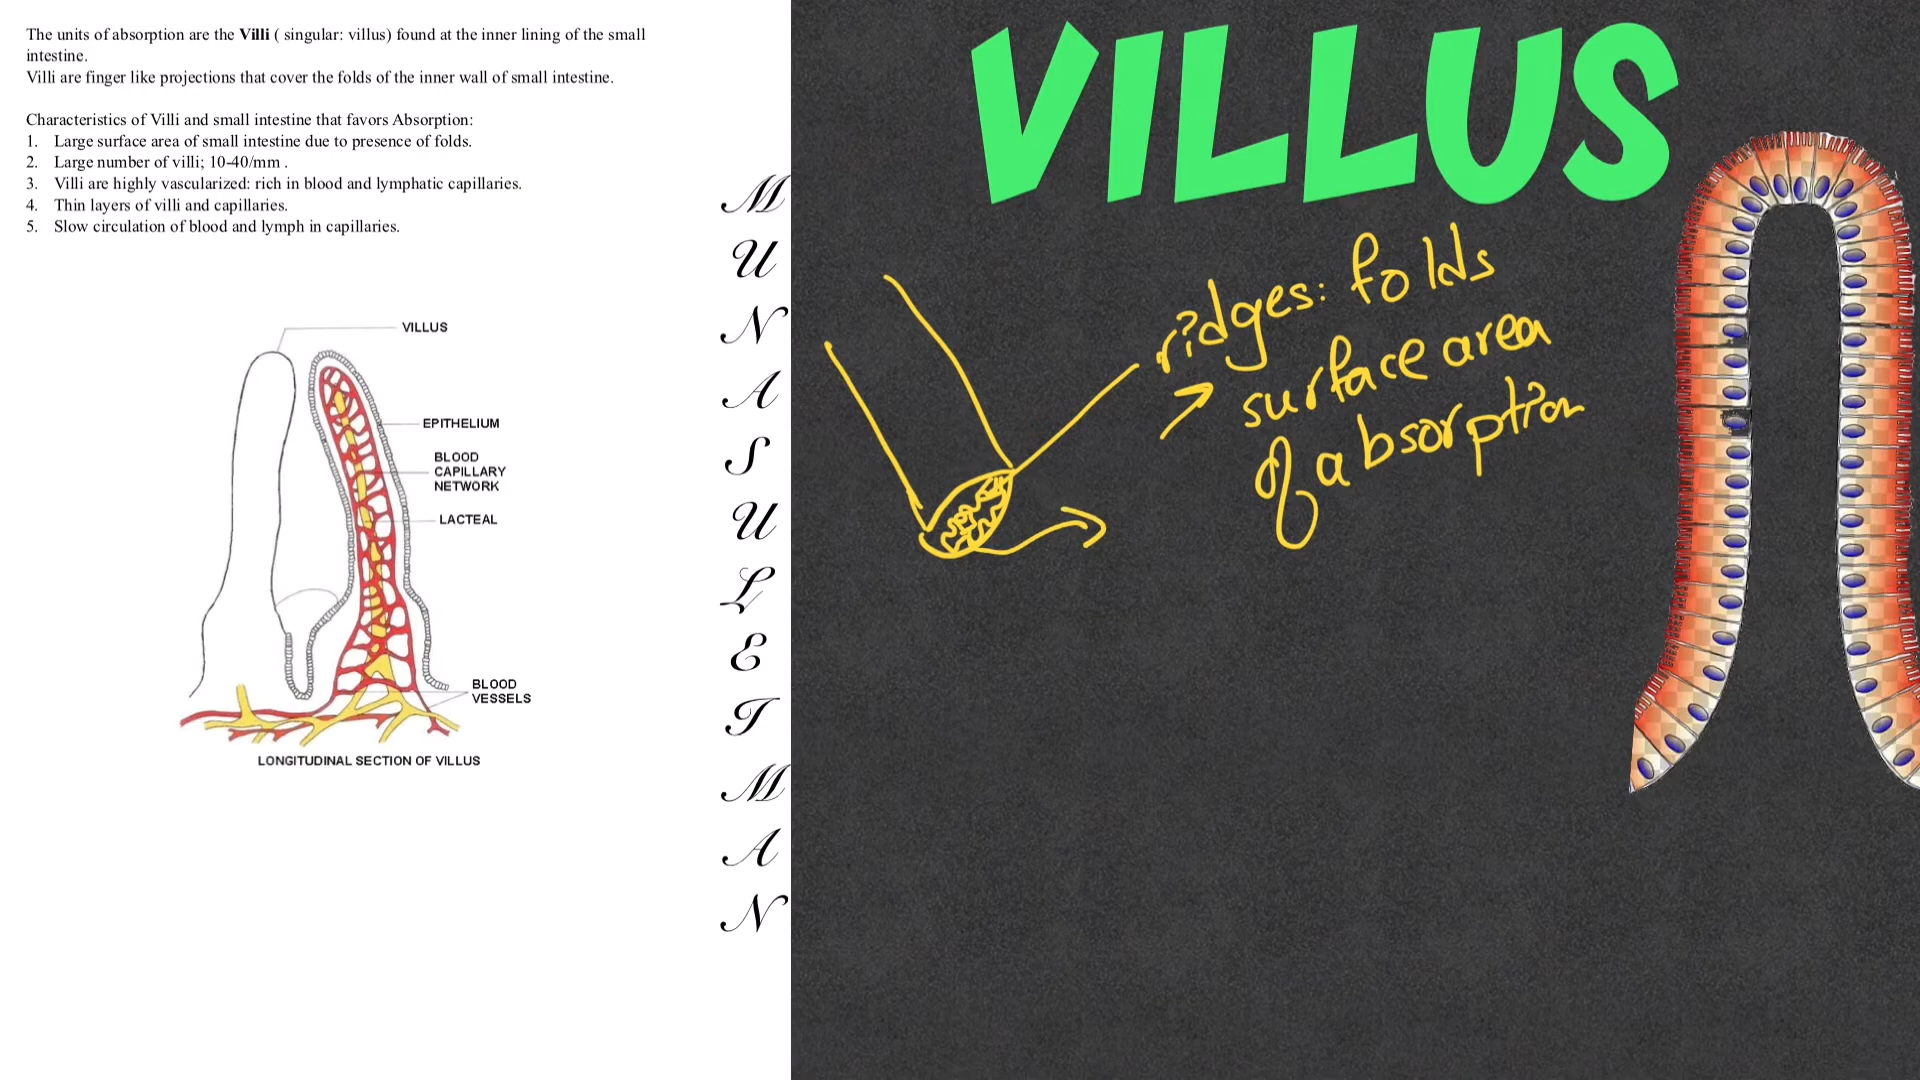 The units of absorption are the Villi ( singular: villus) found at the inner lining of the small
intestine.
Villi are finger like projections that cover the folds of the inner wall of small intestine.
Characteristics of Villi and small intestine that favors Absorption:
1. Large surface area of small intestine due to presence of folds.
2. Large number of villi; 10-40/mm .
3. Villi are highly vascularized: rich in blood and lymphatic capillaries.
4. Thin layers of villi and capillaries.
5. Slow circulation of blood and lymph in capillaries.
VILLUS
EPITHELIUM
BLOOD
CAPILLARY
NETWORK
LACTEAL
BLOOD
VESSELS
LONGITUDINAL SECTION OF VILLUS
M
U
N
A
S
U
L
E
T
M
A
N
VILLUS
ridges: folds
↗ surface area
of absorption